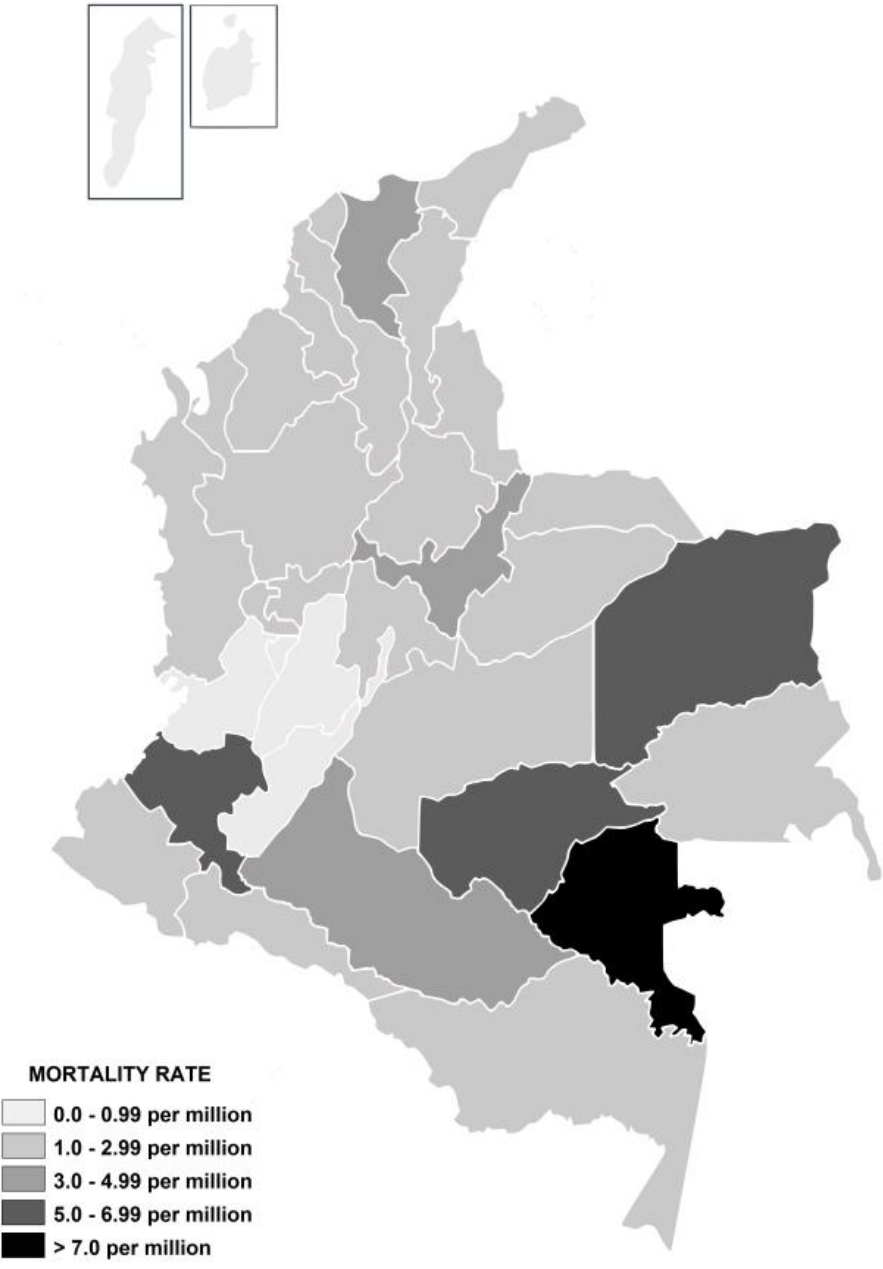 MORTALITY RATE
0.0 - 0.99 per million
1.0 - 2.99 per million
3.0 - 4.99 per million
5.0 - 6.99 per million
> 7.0 per million